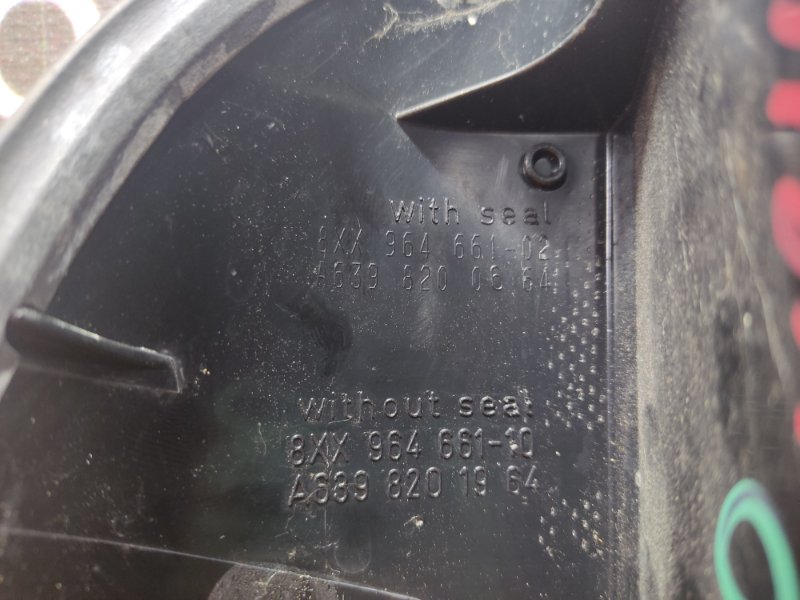 with seal
8XX 964 661-02
A639 820 06 64
without seal
8XX 964 661-10
A639 820 19 64